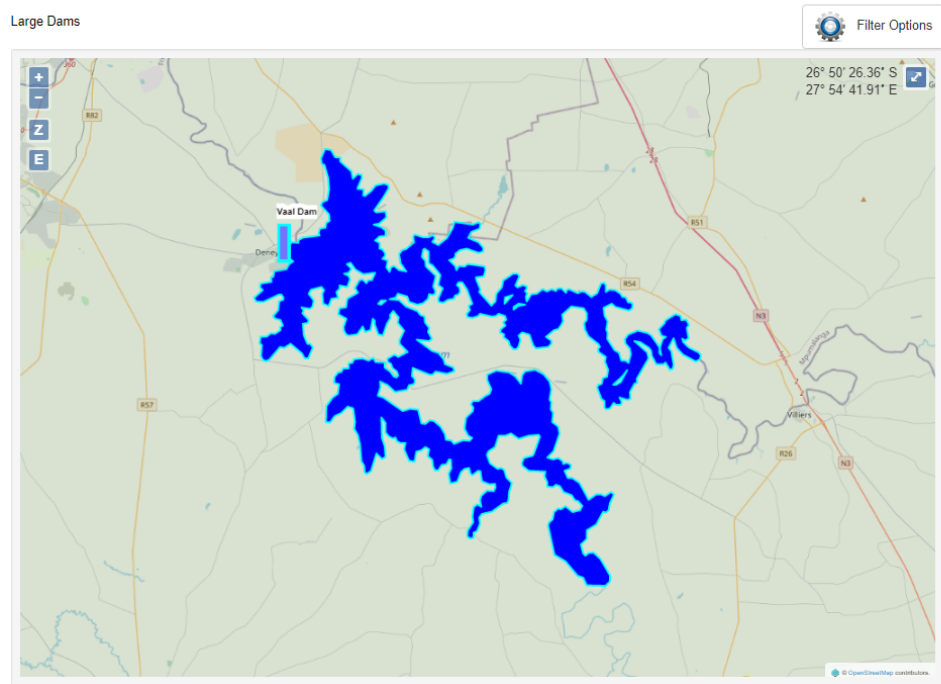 Large Dams
Filter Options
26° 50' 26.36" S
27° 54' 41.91" E
+
−
Z
E
R82
Vaal Dam
R51
R54
N3
Mpumalanga
R57
Villiers
R26
N3
© OpenStreetMap contributors.